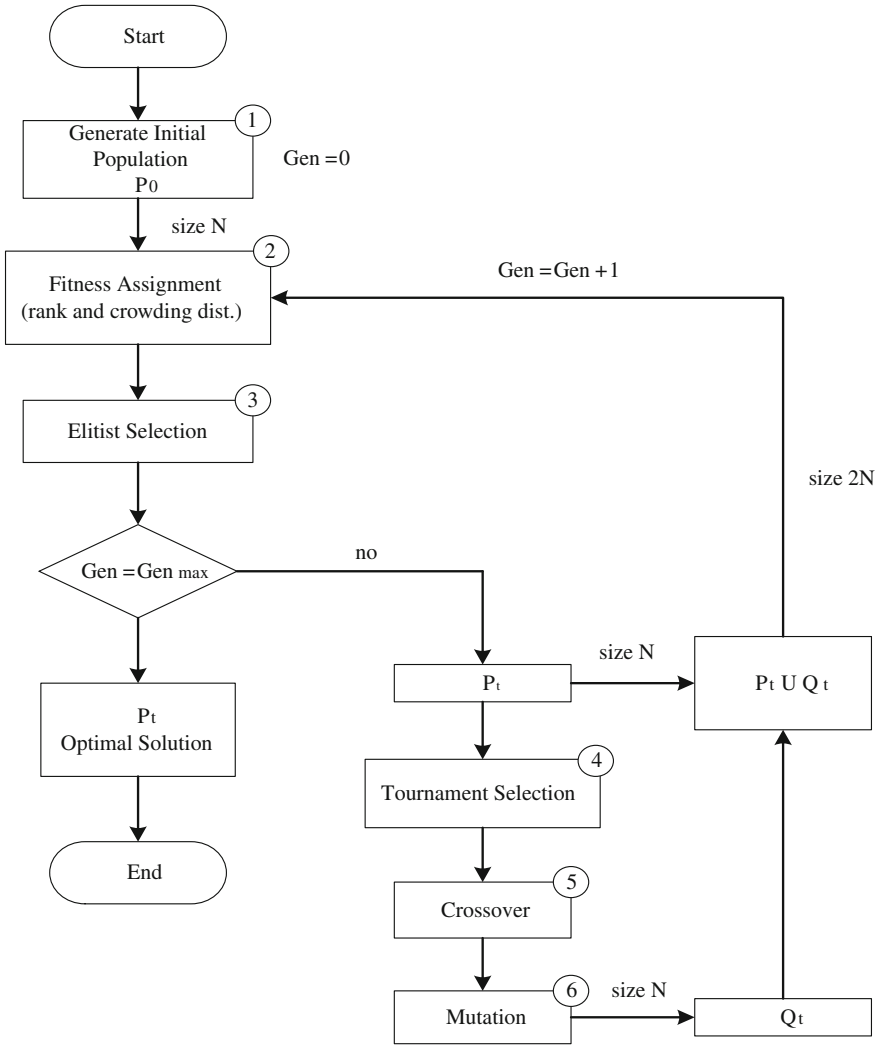 Start
1
Generate Initial
Population
P0
Gen =0
size N
2
Fitness Assignment
(rank and crowding dist.)
Gen =Gen +1
3
Elitist Selection
size 2N
Gen =Gen max
no
Pt
size N
Pt U Qt
Pt
Optimal Solution
4
Tournament Selection
End
5
Crossover
6
Mutation
size N
Qt